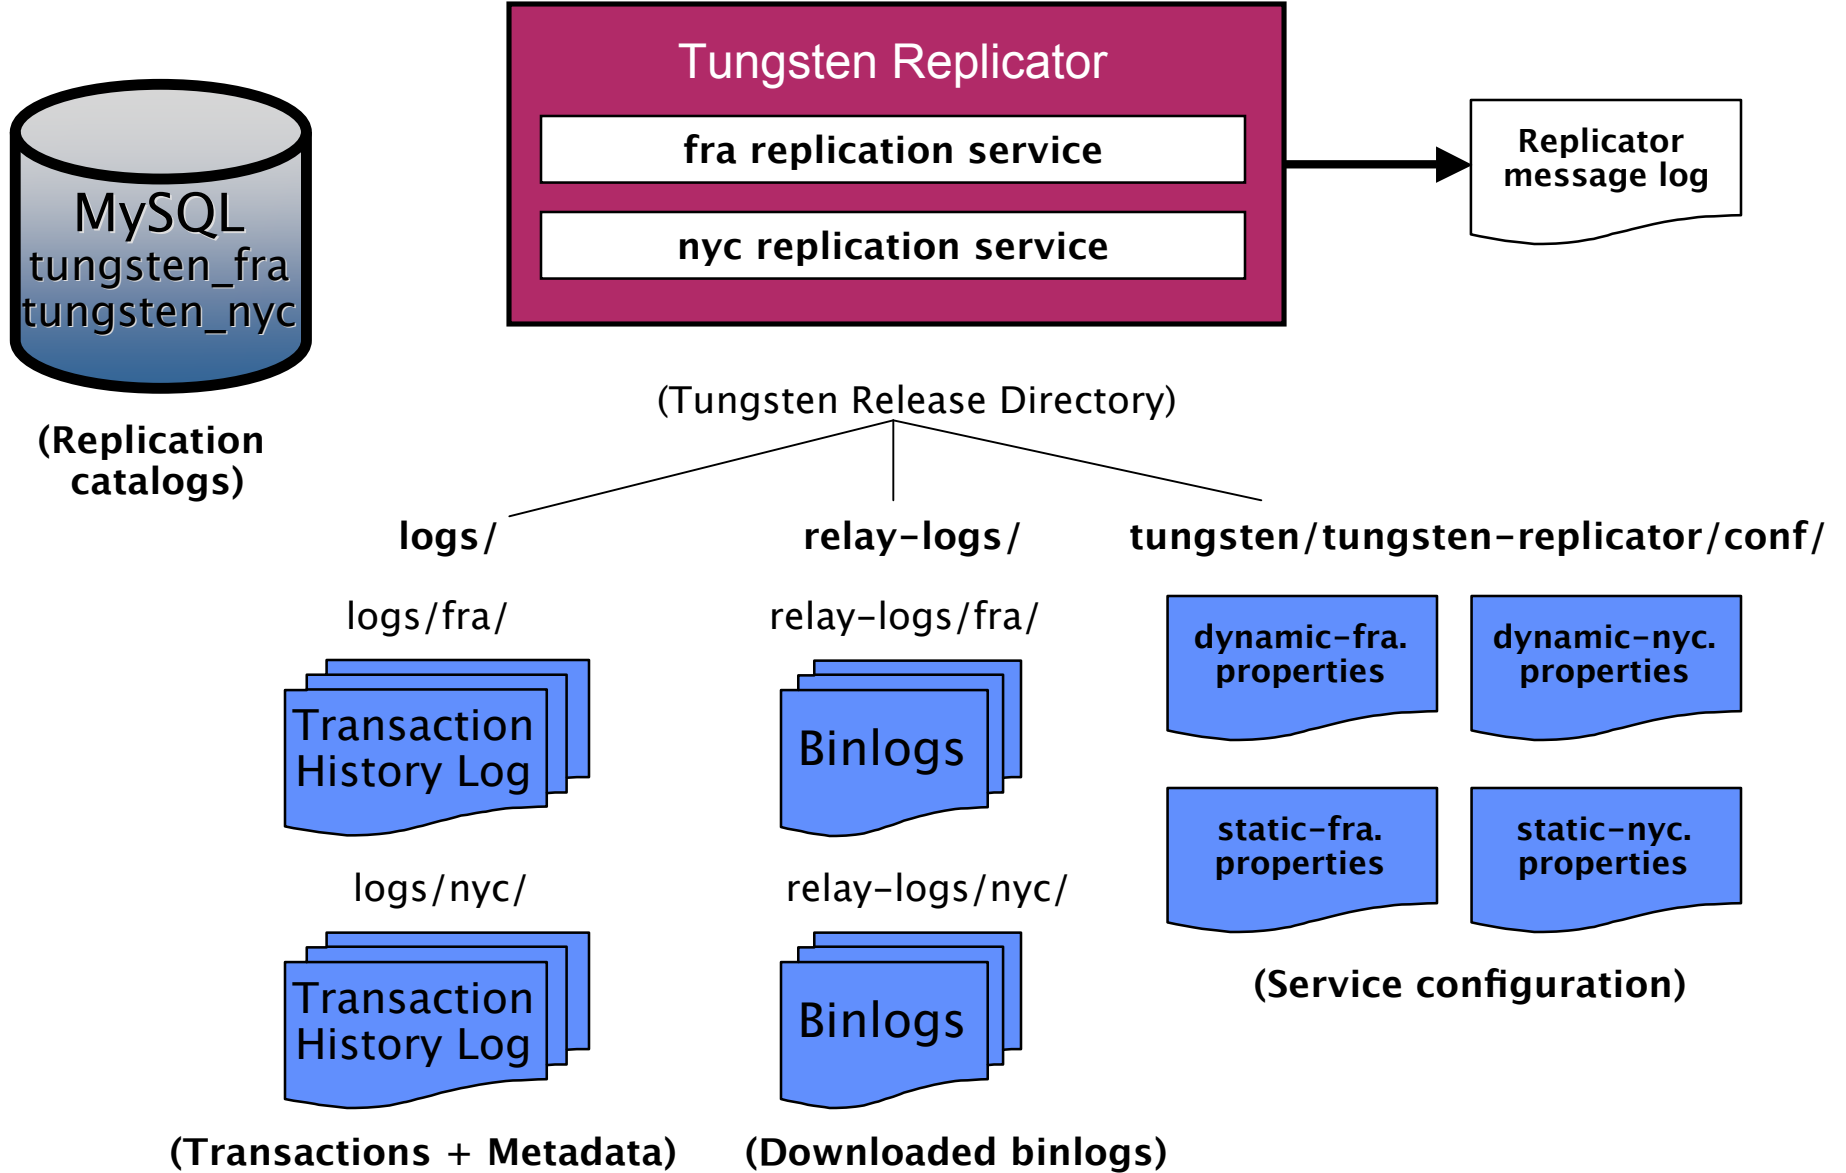 Tungsten Replicator
fra replication service
nyc replication service
Replicator
message log
MySQL
tungsten_fra
tungsten_nyc
(Replication
catalogs)
(Tungsten Release Directory)
logs/
relay-logs/
tungsten/tungsten-replicator/conf/
logs/fra/
Transaction
History Log
logs/nyc/
Transaction
History Log
(Transactions + Metadata)
relay-logs/fra/
Binlogs
relay-logs/nyc/
Binlogs
(Downloaded binlogs)
dynamic-fra.
properties
dynamic-nyc.
properties
static-fra.
properties
static-nyc.
properties
(Service configuration)